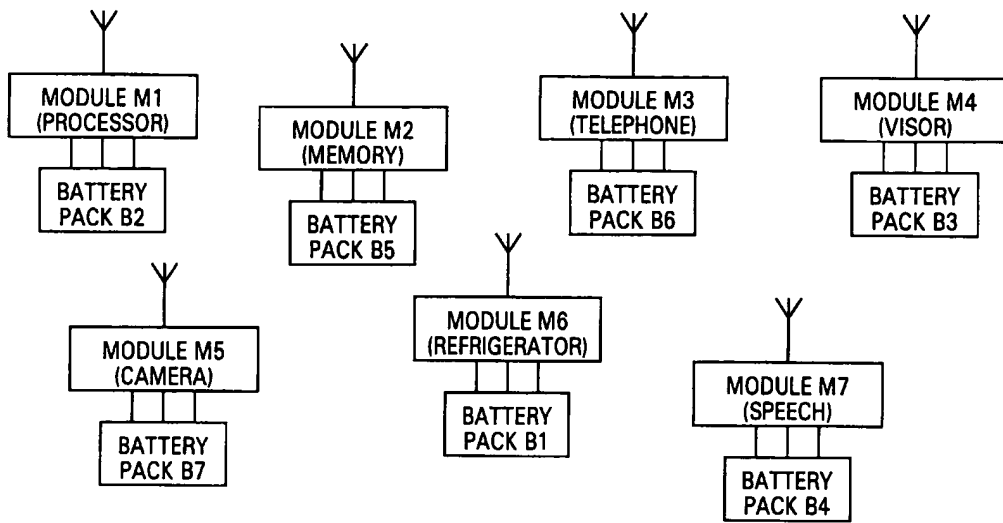 MODULE M1
(PROCESSOR)
BATTERY
PACK B2
MODULE M2
(MEMORY)
BATTERY
PACK B5
MODULE M3
(TELEPHONE)
BATTERY
PACK B6
MODULE M4
(VISOR)
BATTERY
PACK B3
MODULE M5
(CAMERA)
BATTERY
PACK B7
MODULE M6
(REFRIGERATOR)
BATTERY
PACK B1
MODULE M7
(SPEECH)
BATTERY
PACK B4